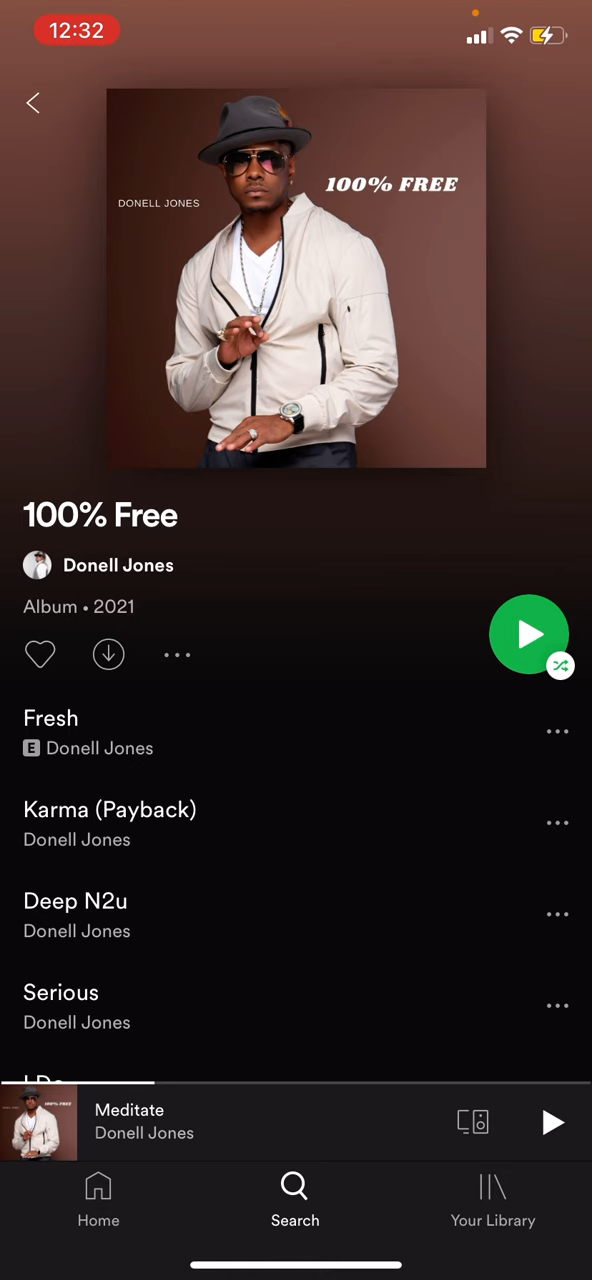 12:32
DONELL JONES
100% FREE
100% Free
Donell Jones
Album • 2021
Fresh
E Donell Jones
Karma (Payback)
Donell Jones
Deep N2u
Donell Jones
Serious
Donell Jones
Meditate
Donell Jones
Home
Search
Your Library